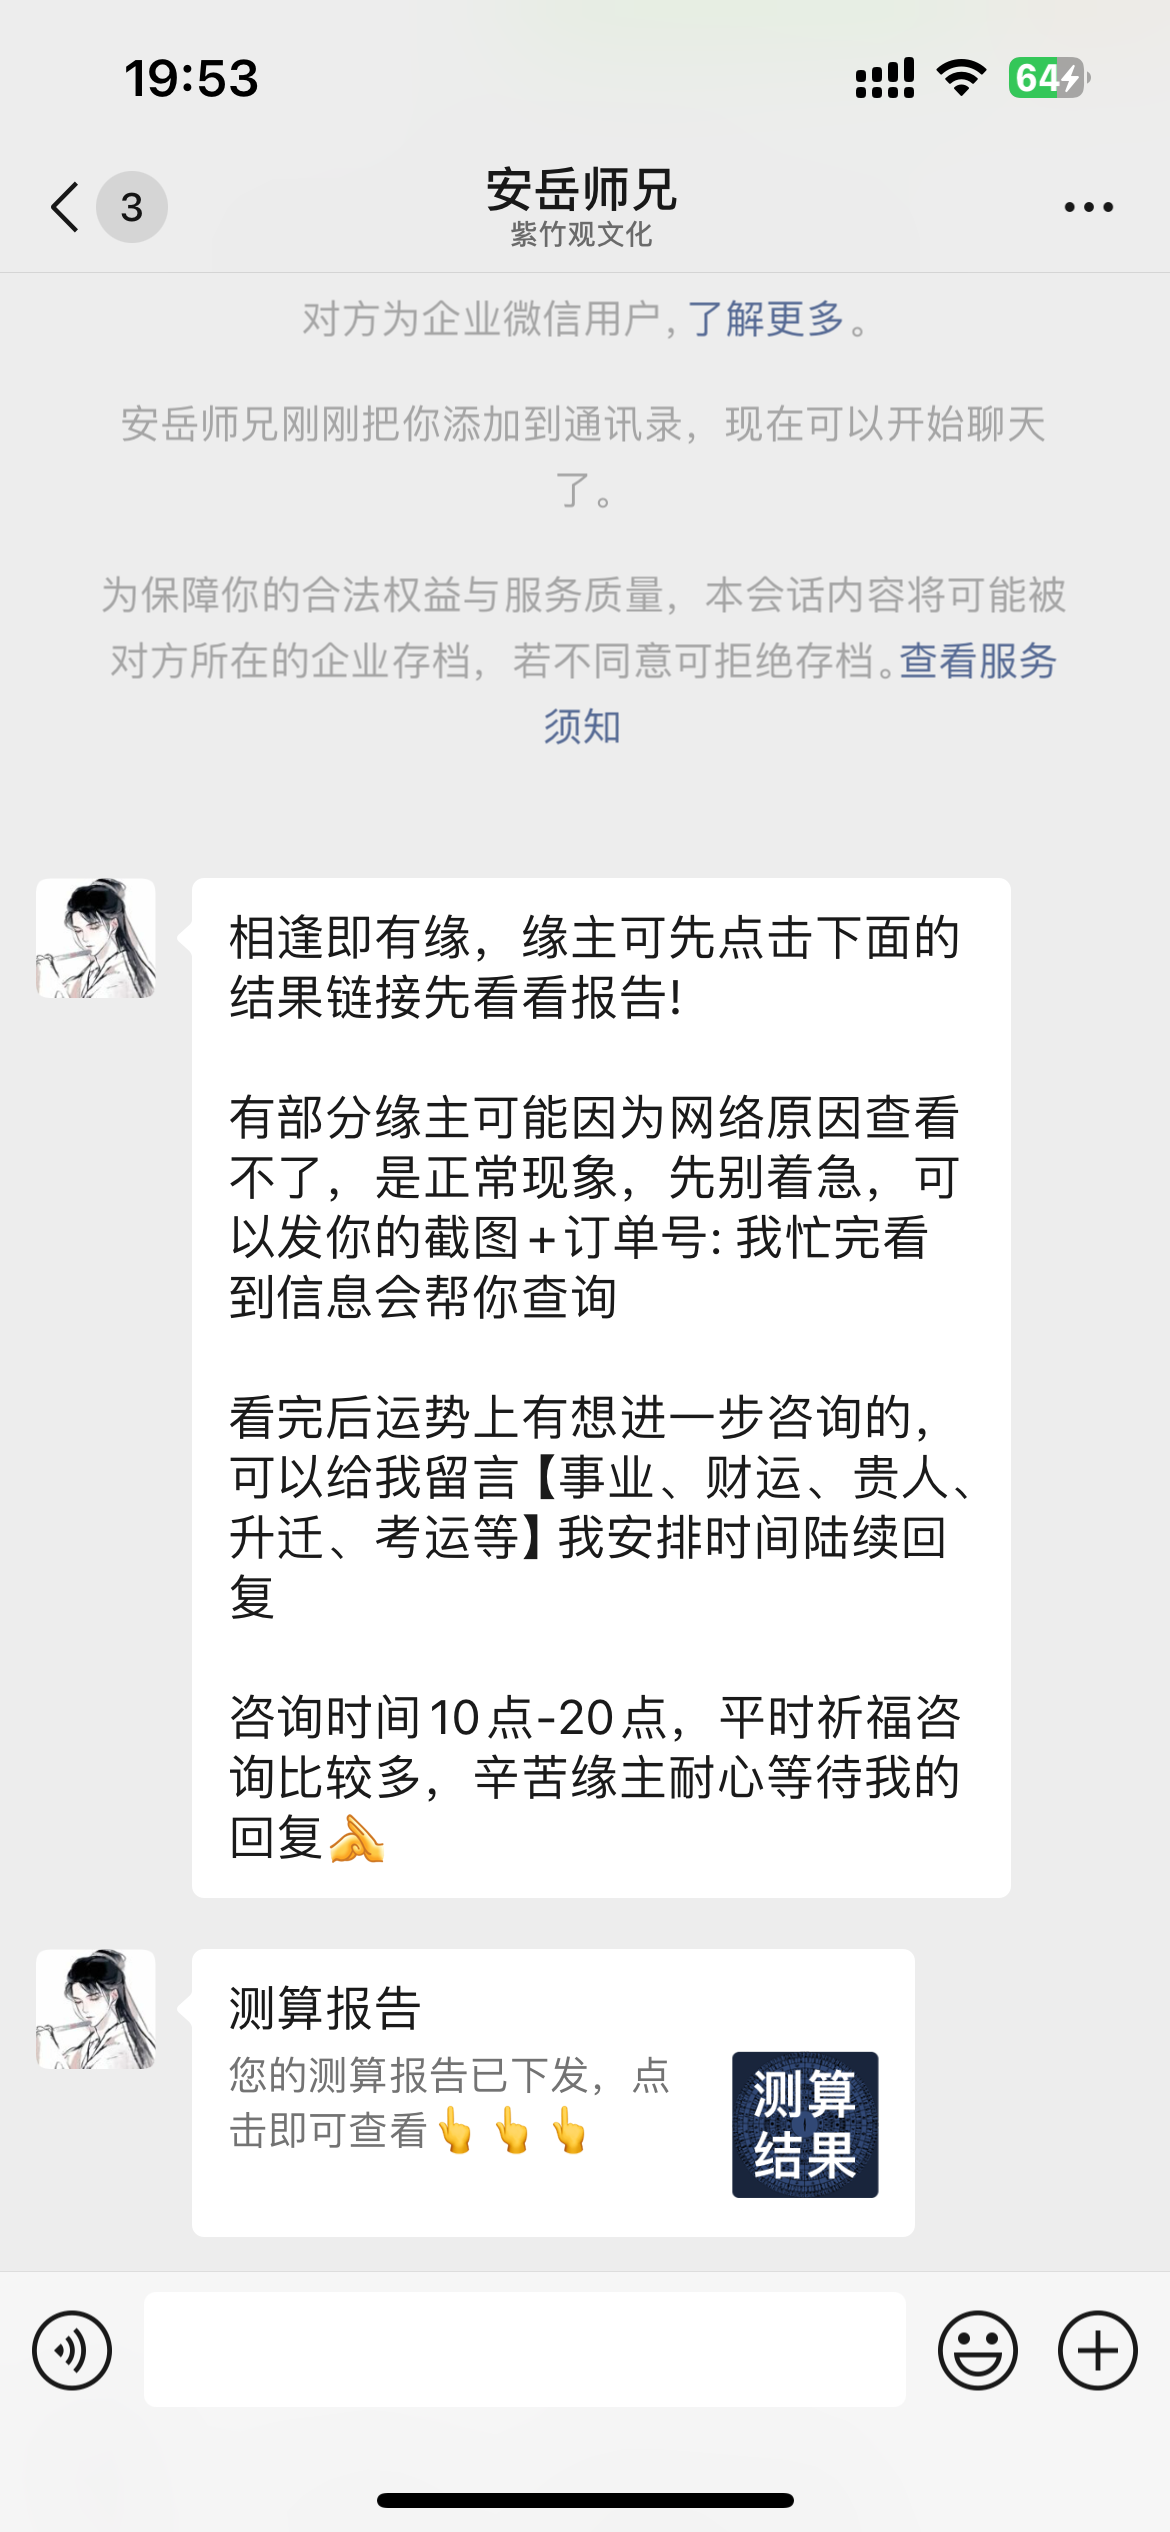 19:53
64
3
安岳师兄
紫竹观文化
对方为企业微信用户,了解更多。
安岳师兄刚刚把你添加到通讯录，现在可以开始聊天
了。
为保障你的合法权益与服务质量，本会话内容将可能被
对方所在的企业存档，若不同意可拒绝存档。查看服务
须知
相逢即有缘，缘主可先点击下面的
结果链接先看看报告!
有部分缘主可能因为网络原因查看
不了，是正常现象，先别着急，可
以发你的截图+订单号: 我忙完看
到信息会帮你查询
看完后运势上有想进一步咨询的，
可以给我留言【事业、财运、贵人、
升迁、考运等】我安排时间陆续回
复
咨询时间10点-20点，平时祈福咨
询比较多，辛苦缘主耐心等待我的
回复
测算报告
您的测算报告已下发，点
击即可查看👆👆👆
测算
结果